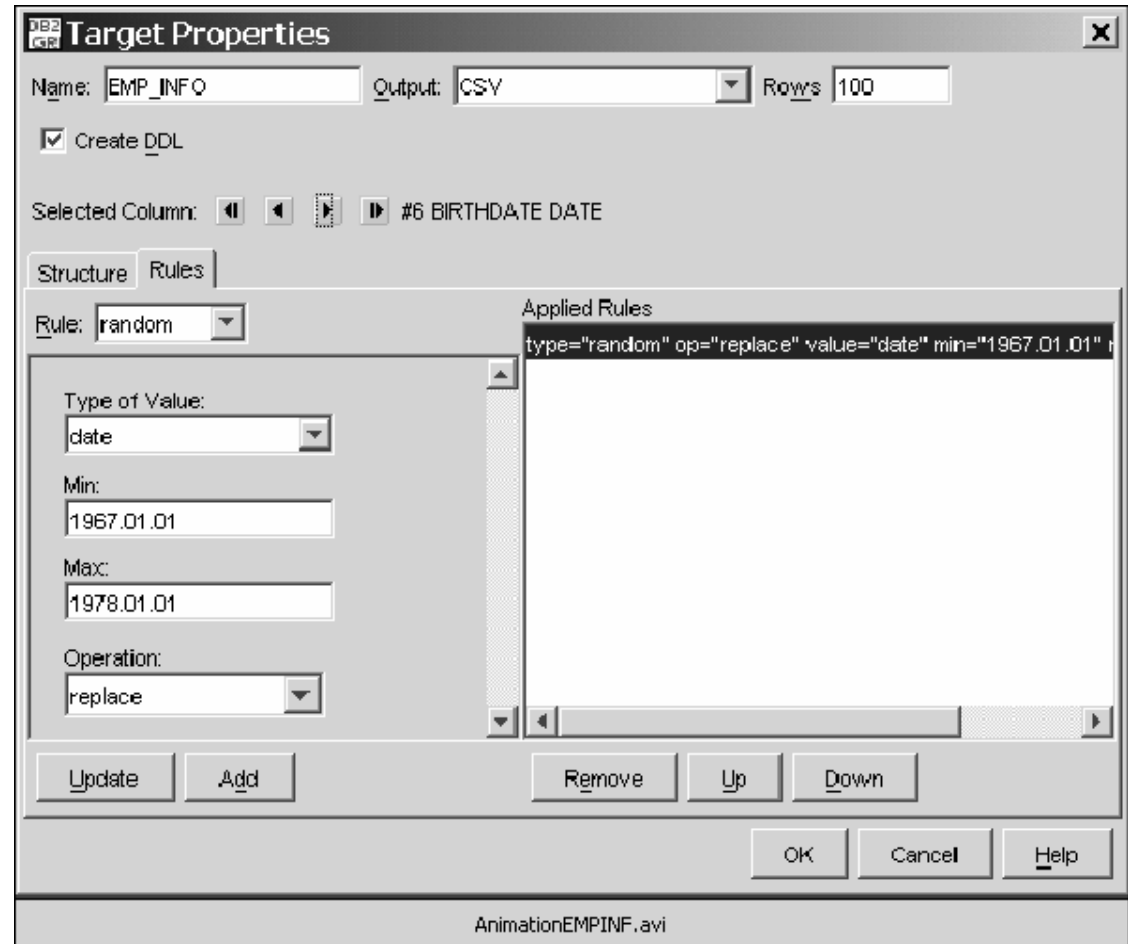 DB2 Target Properties
Name: EMP_INFO Output: CSV Rows 100
Create DDL
Selected Column: #6 BIRTHDATE DATE
Structure Rules
Rule: random
Applied Rules
type="random" op="replace" value="date" min="1967.01.01"
Type of Value:
date
Min:
1967.01.01
Max:
1978.01.01
Operation:
replace
Update Add Remove Up Down
OK Cancel Help
AnimationEMPINF.avi